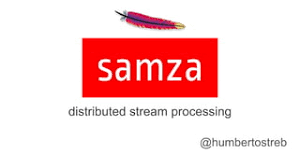 samza
distributed stream processing
@humbertostreb